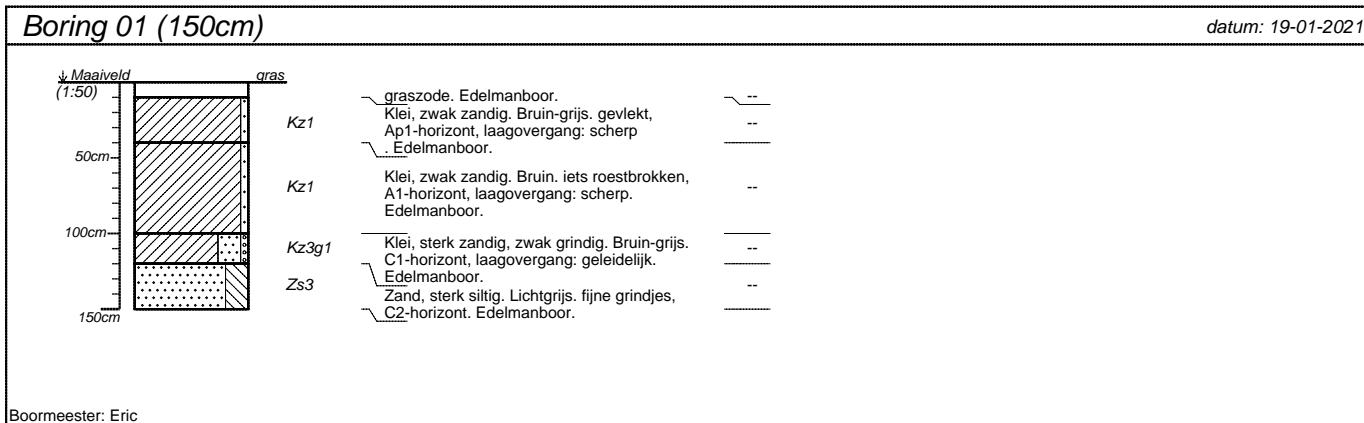 Boring 01 (150cm)
datum: 19-01-2021
Maaiveld
gras
(1:50)
graszode. Edelmanboor.
--
Kz1
Klei, zwak zandig. Bruin-grijs. gevlekt,
Ap1-horizont, laagovergang: scherp
. Edelmanboor.
--
50cm
Kz1
Klei, zwak zandig. Bruin. iets roestbrokken,
A1-horizont, laagovergang: scherp.
Edelmanboor.
--
100cm
Kz3g1
Klei, sterk zandig, zwak grindig. Bruin-grijs.
C1-horizont, laagovergang: geleidelijk.
Edelmanboor.
--
Zs3
Zand, sterk siltig. Lichtgrijs. fijne grindjes,
C2-horizont. Edelmanboor.
--
150cm
Boormeester: Eric